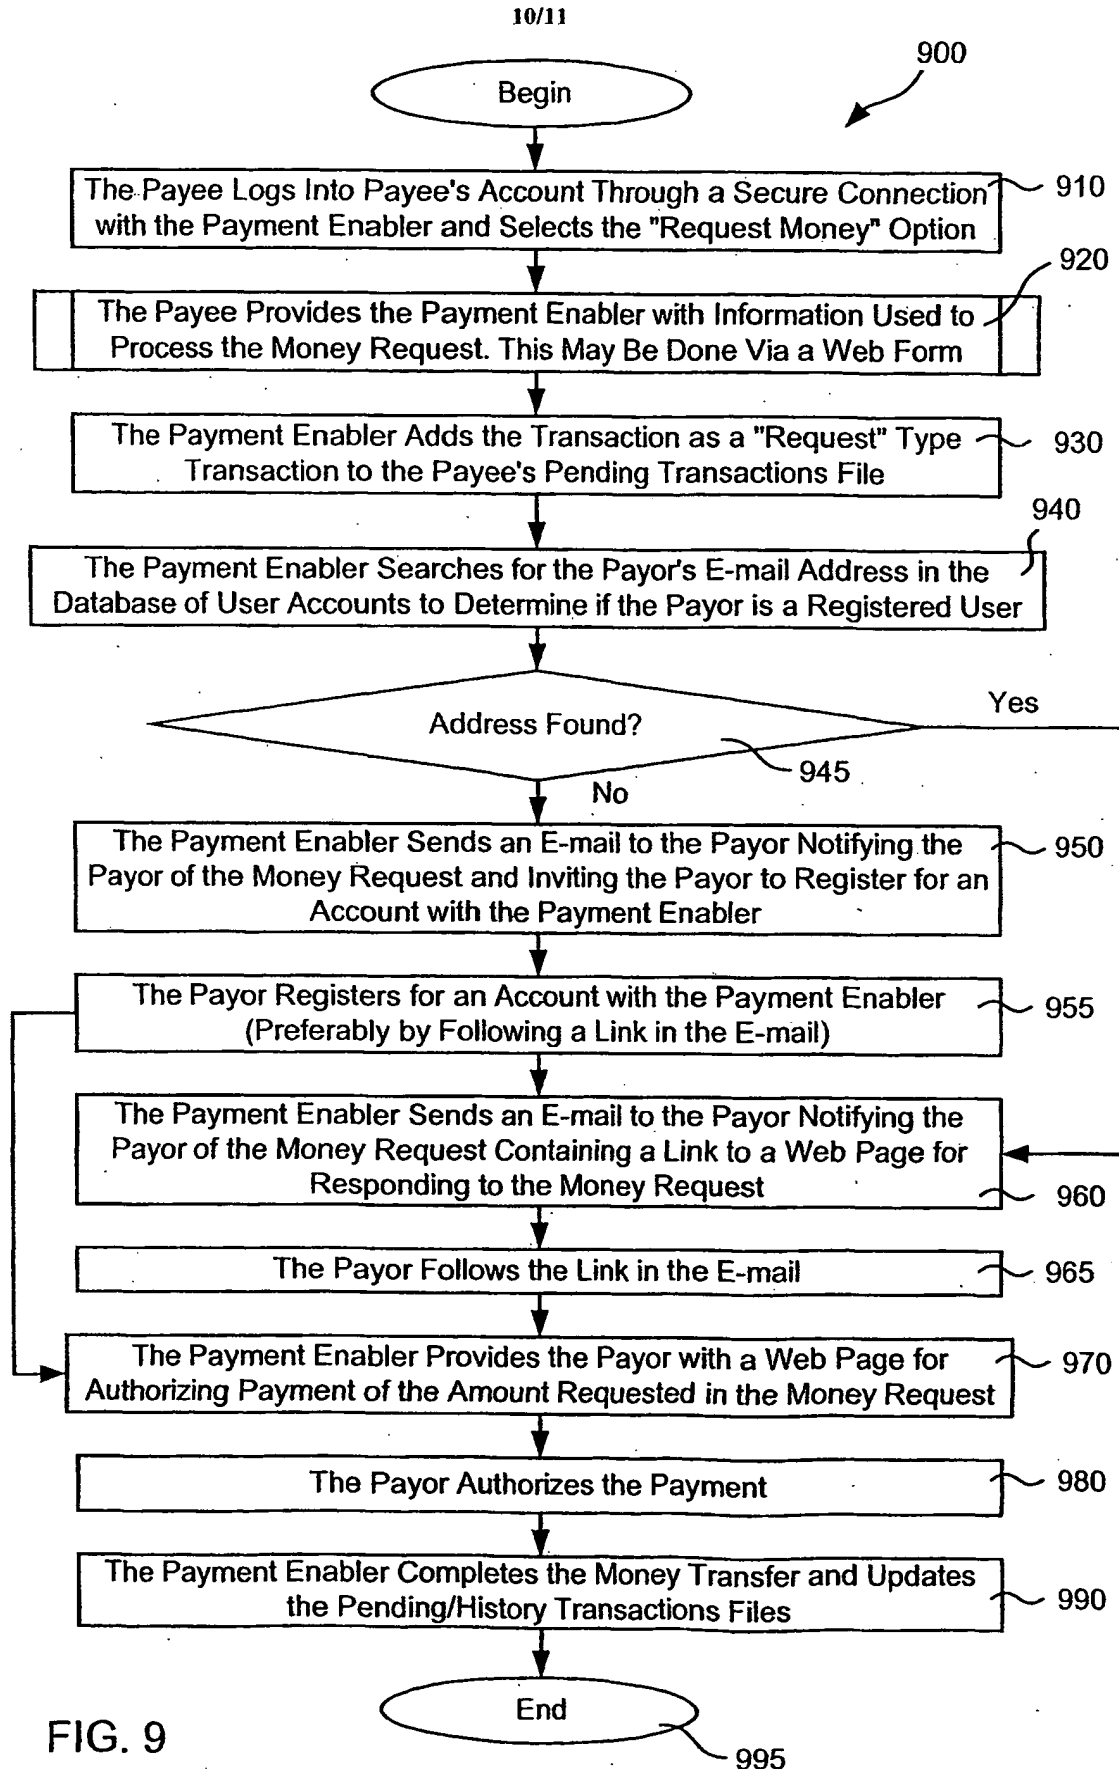 10/11
900
Begin
The Payee Logs Into Payee's Account Through a Secure Connection
with the Payment Enabler and Selects the "Request Money" Option
910
920
The Payee Provides the Payment Enabler with Information Used to
Process the Money Request. This May Be Done Via a Web Form
The Payment Enabler Adds the Transaction as a "Request" Type
Transaction to the Payee's Pending Transactions File
930
940
The Payment Enabler Searches for the Payor's E-mail Address in the
Database of User Accounts to Determine if the Payor is a Registered User
Address Found?
Yes
945
No
The Payment Enabler Sends an E-mail to the Payor Notifying the
Payor of the Money Request and Inviting the Payor to Register for an
Account with the Payment Enabler
950
The Payor Registers for an Account with the Payment Enabler
(Preferably by Following a Link in the E-mail)
955
The Payment Enabler Sends an E-mail to the Payor Notifying the
Payor of the Money Request Containing a Link to a Web Page for
Responding to the Money Request
960
The Payor Follows the Link in the E-mail
965
The Payment Enabler Provides the Payor with a Web Page for
Authorizing Payment of the Amount Requested in the Money Request
970
The Payor Authorizes the Payment
980
The Payment Enabler Completes the Money Transfer and Updates
the Pending/History Transactions Files
990
End
995
FIG. 9